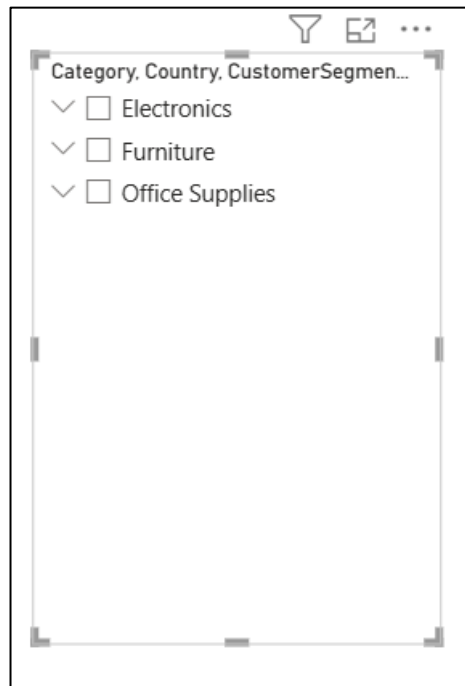 Category, Country, CustomerSegmen...
Electronics
Furniture
Office Supplies